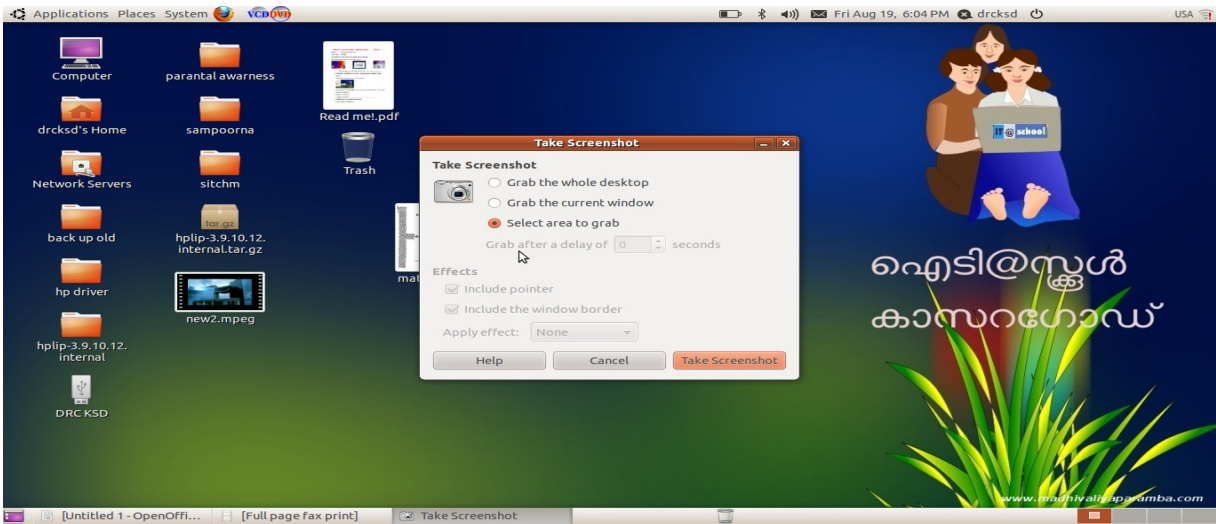 Applications Places System VCDDVD Fri Aug 19, 6:04 PM drcksd USA
Computer
parantal awarness
Read me!.pdf
drcksd's Home
sampoorna
Trash
Network Servers
sitchm
back up old
tar.gz
hplip-3.9.10.12.
internal.tar.gz
mat
hp driver
new2.mpeg
hplip-3.9.10.12.
internal
DRC KSD
Take Screenshot
Take Screenshot
Grab the whole desktop
Grab the current window
Select area to grab
Grab after a delay of 0 seconds
Effects
Include pointer
Include the window border
Apply effect: None
Help Cancel Take Screenshot
IT @ school
ഐടി@സ്ക്കൂൾ
കാസറഗോഡ്
www.madhivaliyaparamba.com
[Untitled 1 - OpenOffi... [Full page fax print] Take Screenshot